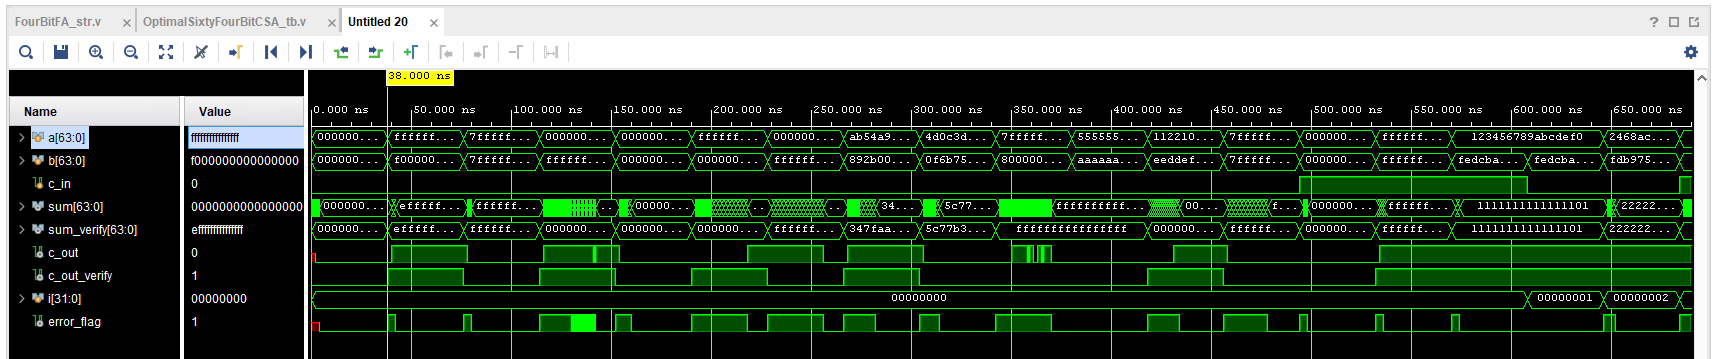 FourBitFA_str.v × OptimalSixtyFourBitCSA_tb.v × Untitled 20 × ?
38.000 ns
Name Value 0.000 ns 50.000 ns 100.000 ns 150.000 ns 200.000 ns 250.000 ns 300.000 ns 350.000 ns 400.000 ns 450.000 ns 500.000 ns 550.000 ns 600.000 ns 650.000 ns
a[63:0] ffffffffffffffff 000000... ffffff... 7fffff... 000000... 000000... ffffff... 000000... ab54a9... 4d0c3d... 7fffff... 555555... 112210... 7fffff... 000000... ffffff... 123456789abcdef0 2468ac...
b[63:0] f000000000000000 000000... f00000... 7fffff... ffffff... 000000... 000000... ffffff... 892b00... 0f6b75... 800000... aaaaaa... eeddef... 7fffff... 000000... ffffff... fedcba... fedcba... fdb975...
c_in 0
sum[63:0] 0000000000000000 000000... efffff... ffffff... 00000... 34... 5c77... ffffffffff... 00... f... 000000... ffffff... 1111111111111101 22222...
sum_verify[63:0] efffffffffffffff 000000... efffff... ffffff... 000000... 000000... 000000... ffffff... 347faa... 5c77b3... ffffffffffffffff 000000... ffffff... 000000... ffffff... 1111111111111101 222222...
c_out 0
c_out_verify 1
i[31:0] 00000000 00000000 00000001 00000002
error_flag 1